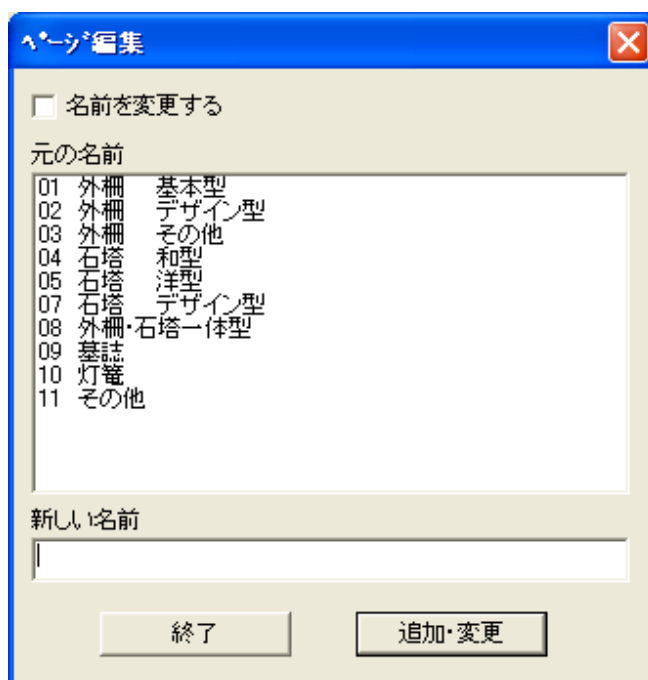 ﾍﾟｰｼﾞ編集
名前を変更する
元の名前
01 外柵　基本型
02 外柵　デザイン型
03 外柵　その他
04 石塔　和型
05 石塔　洋型
07 石塔　デザイン型
08 外柵･石塔一体型
09 墓誌
10 灯篭
11 その他
新しい名前
終了
追加･変更